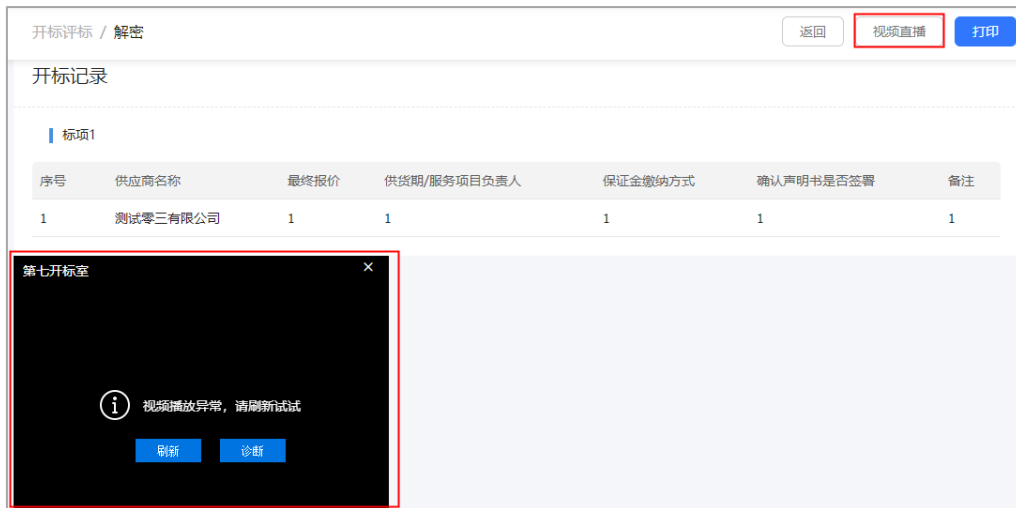 开标评标 / 解密 返回 视频直播 打印
开标记录
标项1
序号 供应商名称 最终报价 供货期/服务项目负责人 保证金缴纳方式 确认声明书是否签署 备注
1 测试零三有限公司 1 1 1 1 1
第七开标室 ×
视频播放异常，请刷新试试
刷新 诊断